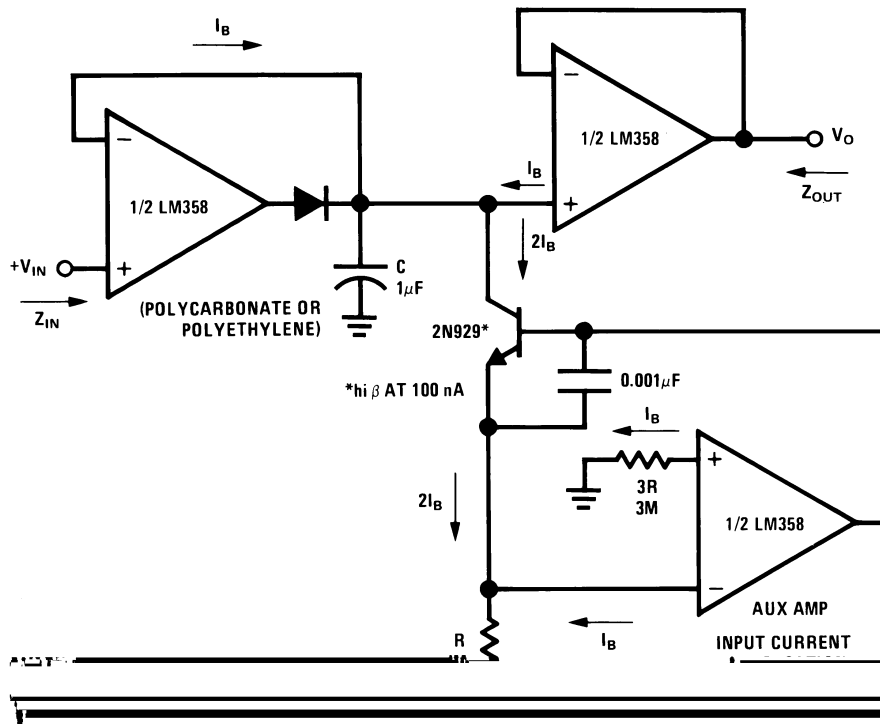 I_B
1/2 LM358
−
+
+V_IN
Z_IN
C
1μF
(POLYCARBONATE OR
POLYETHYLENE)
I_B
−
+
1/2 LM358
V_O
Z_OUT
2I_B
2N929*
*hi β AT 100 nA
0.001μF
I_B
3R
3M
+
−
1/2 LM358
2I_B
I_B
AUX AMP
INPUT CURRENT
R